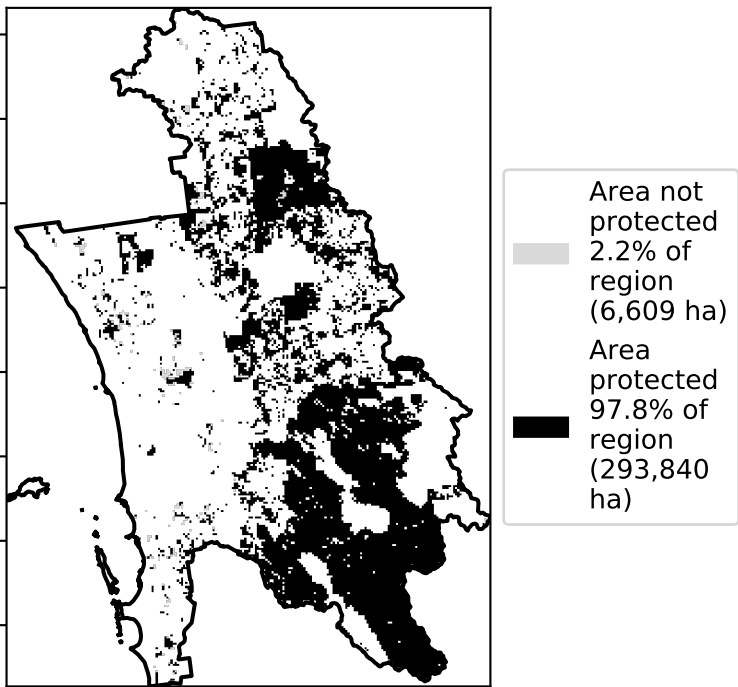 Area not
protected
2.2% of
region
(6,609 ha)
Area
protected
97.8% of
region
(293,840
ha)